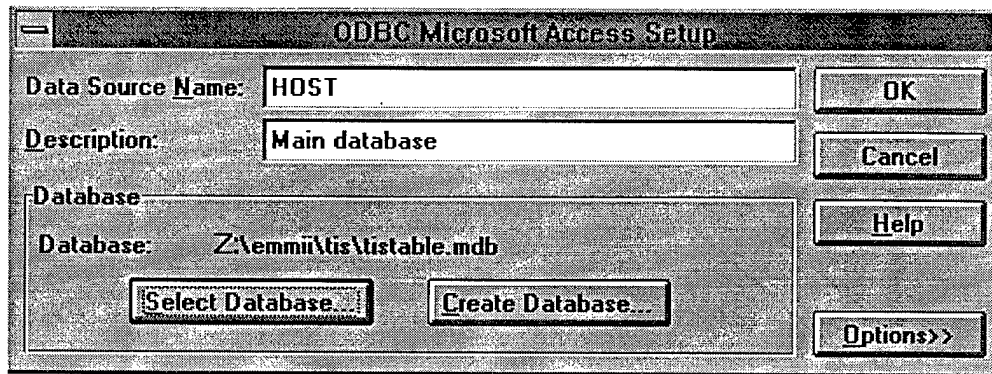 ODBC Microsoft Access Setup
Data Source Name: HOST
OK
Description: Main database
Cancel
Database
Help
Database: Z:\emmii\tis\tistable.mdb
Select Database... Create Database...
Options>>